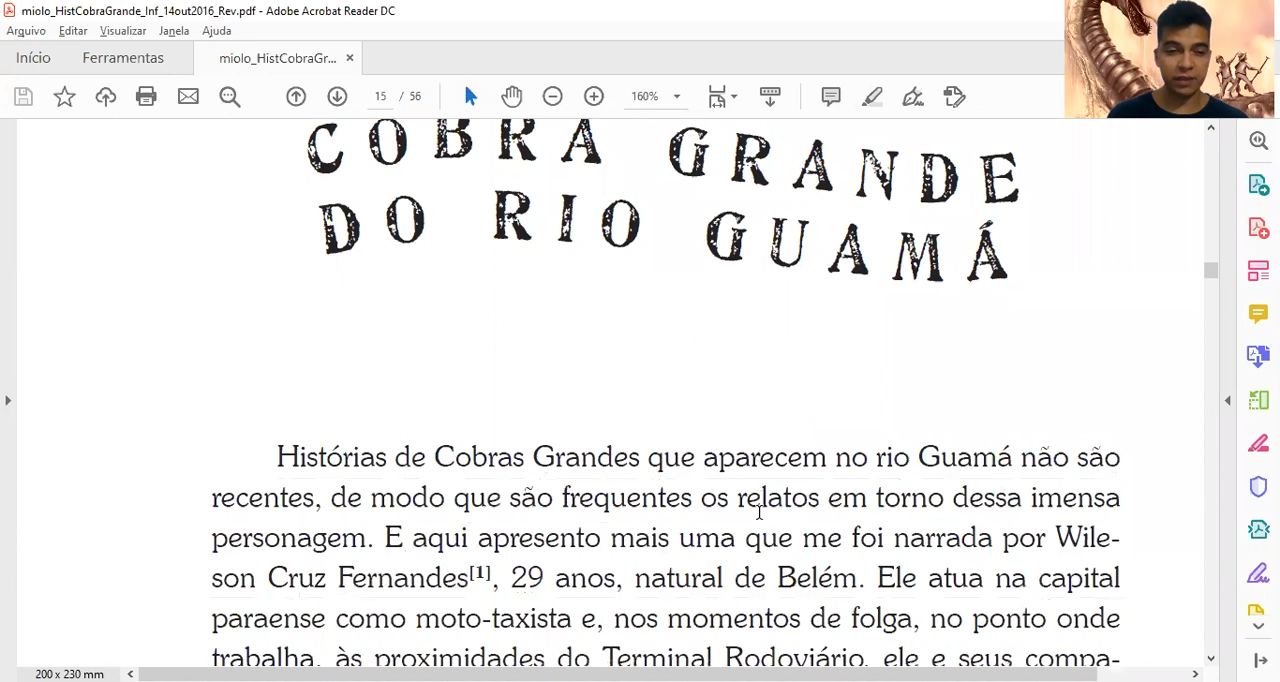 miolo_HistCobraGrande_Inf_14out2016_Rev.pdf - Adobe Acrobat Reader DC
Arquivo Editar Visualizar Janela Ajuda
Início Ferramentas miolo_HistCobraGr... ×
15 / 56 160%
COBRA GRANDE
DO RIO GUAMÁ
Histórias de Cobras Grandes que aparecem no rio Guamá não são
recentes, de modo que são frequentes os relatos em torno dessa imensa
personagem. E aqui apresento mais uma que me foi narrada por Wile-
son Cruz Fernandes[1], 29 anos, natural de Belém. Ele atua na capital
paraense como moto-taxista e, nos momentos de folga, no ponto onde
trabalha, às proximidades do Terminal Rodoviário, ele e seus compa-
200 x 230 mm